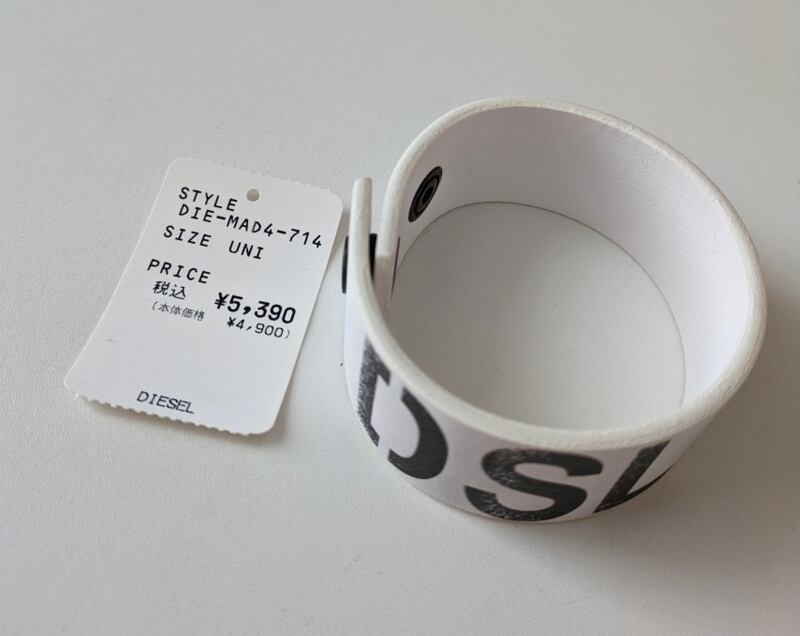 STYLE
DIE-MAD4-714
SIZE UNI
PRICE
税込 ¥5,390
(本体価格 ¥4,900)
DIESEL
DSL